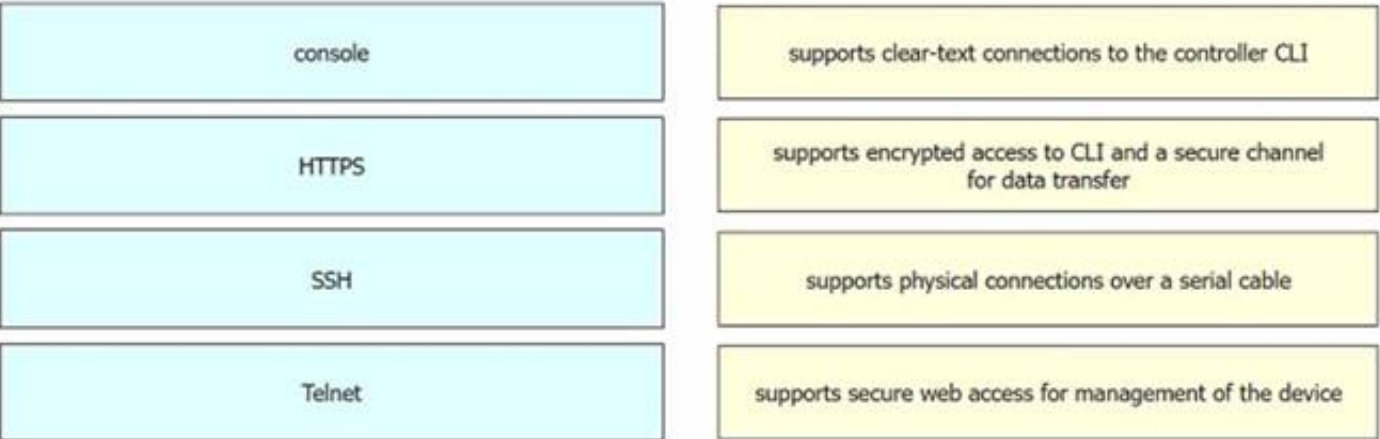 console
supports clear-text connections to the controller CLI
HTTPS
supports encrypted access to CLI and a secure channel
for data transfer
SSH
supports physical connections over a serial cable
Telnet
supports secure web access for management of the device